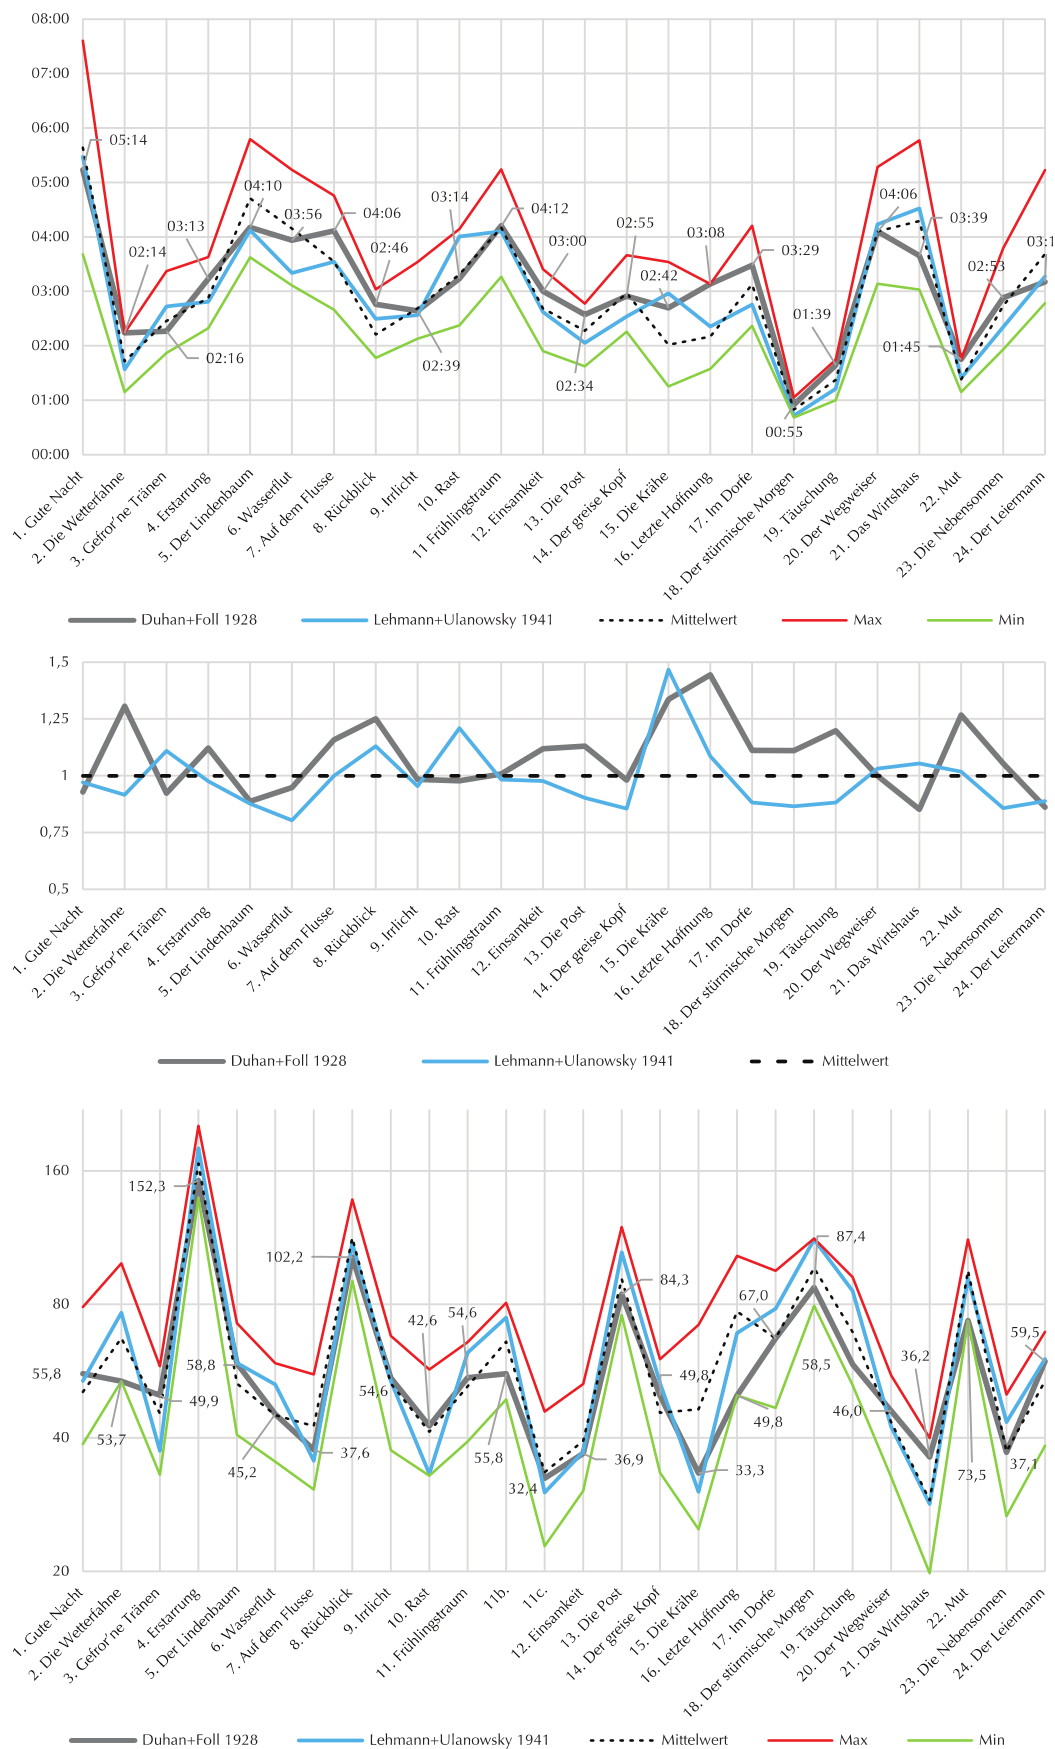 08:00
07:00
06:00
05:00
04:00
03:00
02:00
01:00
00:00
05:14
02:14
02:16
03:13
04:10
03:56
04:06
02:46
02:39
03:14
04:12
03:00
02:34
02:55
02:42
03:08
03:29
00:55
01:39
04:06
03:39
01:45
02:53
1. Gute Nacht
2. Die Wetterfahne
3. Gefror'ne Tränen
4. Erstarrung
5. Der Lindenbaum
6. Wasserflut
7. Auf dem Flusse
8. Rückblick
9. Irrlicht
10. Rast
11 Frühlingstraum
12. Einsamkeit
13. Die Post
14. Der greise Kopf
15. Die Krähe
16. Letzte Hoffnung
17. Im Dorfe
18. Der stürmische Morgen
19. Täuschung
20. Der Wegweiser
21. Das Wirtshaus
22. Mut
23. Die Nebensonnen
24. Der Leiermann
Duhan+Foll 1928 Lehmann+Ulanowsky 1941 Mittelwert Max Min
1,5
1,25
1
0,75
0,5
1. Gute Nacht
2. Die Wetterfahne
3. Gefror'ne Tränen
4. Erstarrung
5. Der Lindenbaum
6. Wasserflut
7. Auf dem Flusse
8. Rückblick
9. Irrlicht
10. Rast
11. Frühlingstraum
12. Einsamkeit
13. Die Post
14. Der greise Kopf
15. Die Krähe
16. Letzte Hoffnung
17. Im Dorfe
18. Der stürmische Morgen
19. Täuschung
20. Der Wegweiser
21. Das Wirtshaus
22. Mut
23. Die Nebensonnen
24. Der Leiermann
Duhan+Foll 1928 Lehmann+Ulanowsky 1941 Mittelwert
160
80
40
20
55,8
53,7
49,9
152,3
58,8
45,2
37,6
102,2
54,6
42,6
54,6
55,8
32,4
36,9
84,3
49,8
33,3
49,8
67,0
87,4
58,5
46,0
36,2
73,5
37,1
59,5
1. Gute Nacht
2. Die Wetterfahne
3. Gefror'ne Tränen
4. Erstarrung
5. Der Lindenbaum
6. Wasserflut
7. Auf dem Flusse
8. Rückblick
9. Irrlicht
10. Rast
11. Frühlingstraum
11b.
11c.
12. Einsamkeit
13. Die Post
14. Der greise Kopf
15. Die Krähe
16. Letzte Hoffnung
17. Im Dorfe
18. Der stürmische Morgen
19. Täuschung
20. Der Wegweiser
21. Das Wirtshaus
22. Mut
23. Die Nebensonnen
24. Der Leiermann
Duhan+Foll 1928 Lehmann+Ulanowsky 1941 Mittelwert Max Min